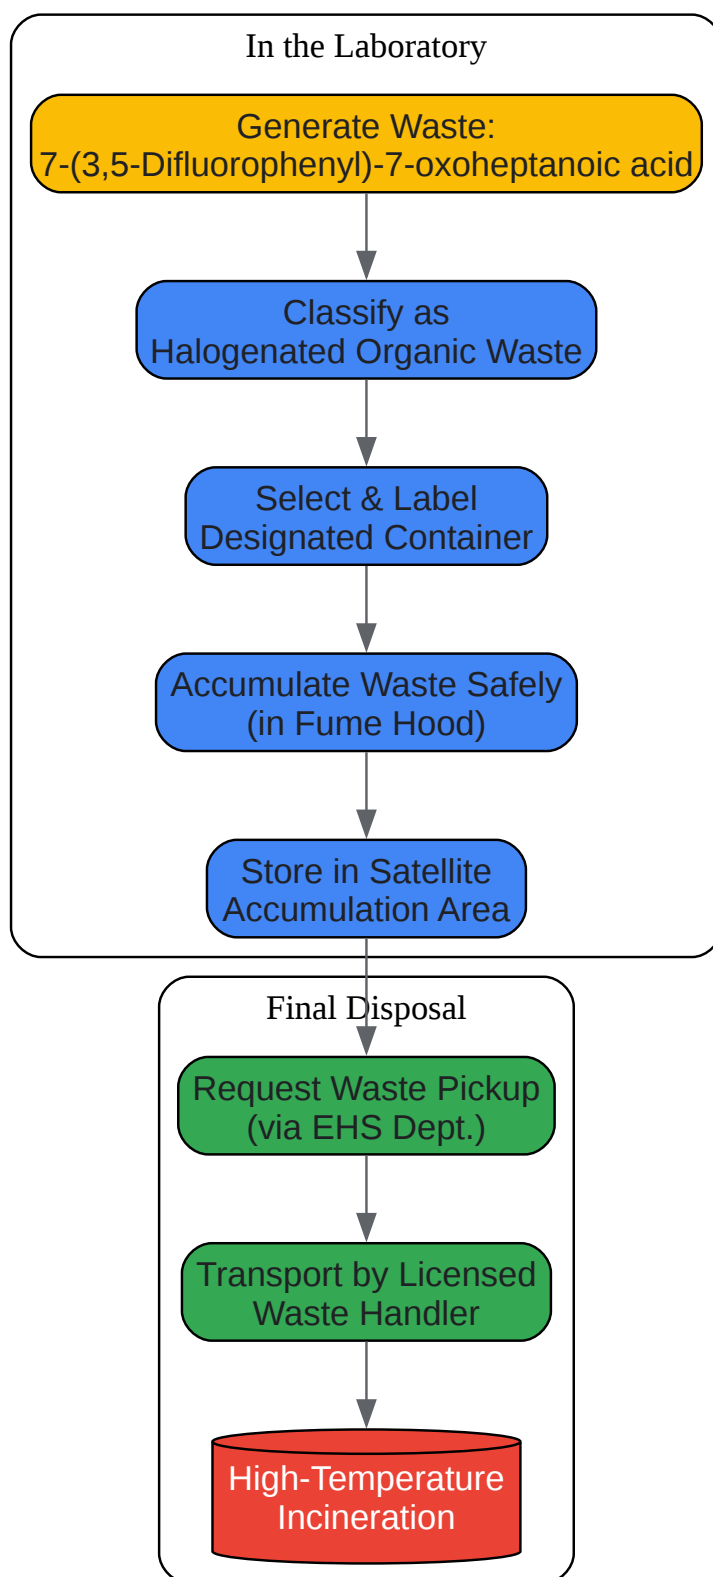 In the Laboratory
Generate Waste:
7-(3,5-Difluorophenyl)-7-oxoheptanoic acid
Classify as
Halogenated Organic Waste
Select & Label
Designated Container
Accumulate Waste Safely
(in Fume Hood)
Store in Satellite
Accumulation Area
Final Disposal
Request Waste Pickup
(via EHS Dept.)
Transport by Licensed
Waste Handler
High-Temperature
Incineration